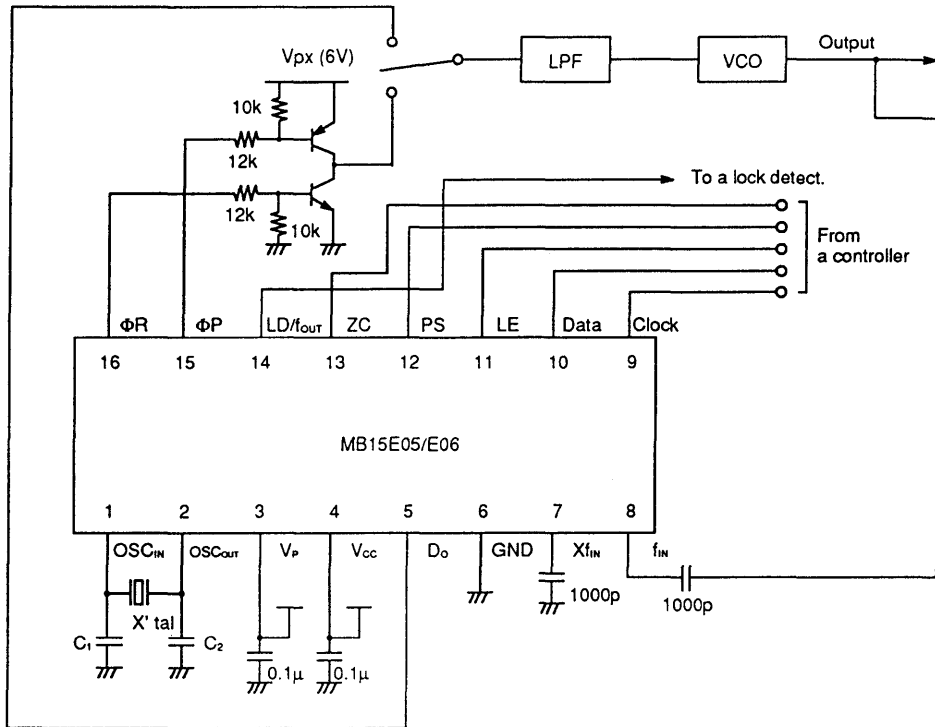 Vpx (6V)
LPF
VCO
Output
10k
12k
12k
10k
To a lock detect.
From
a controller
ΦR
ΦP
LD/fOUT
ZC
PS
LE
Data
Clock
16
15
14
13
12
11
10
9
MB15E05/E06
1
2
3
4
5
6
7
8
OSCIN
OSCOUT
VP
VCC
DO
GND
XfIN
fIN
X' tal
C1
C2
0.1μ
0.1μ
1000p
1000p